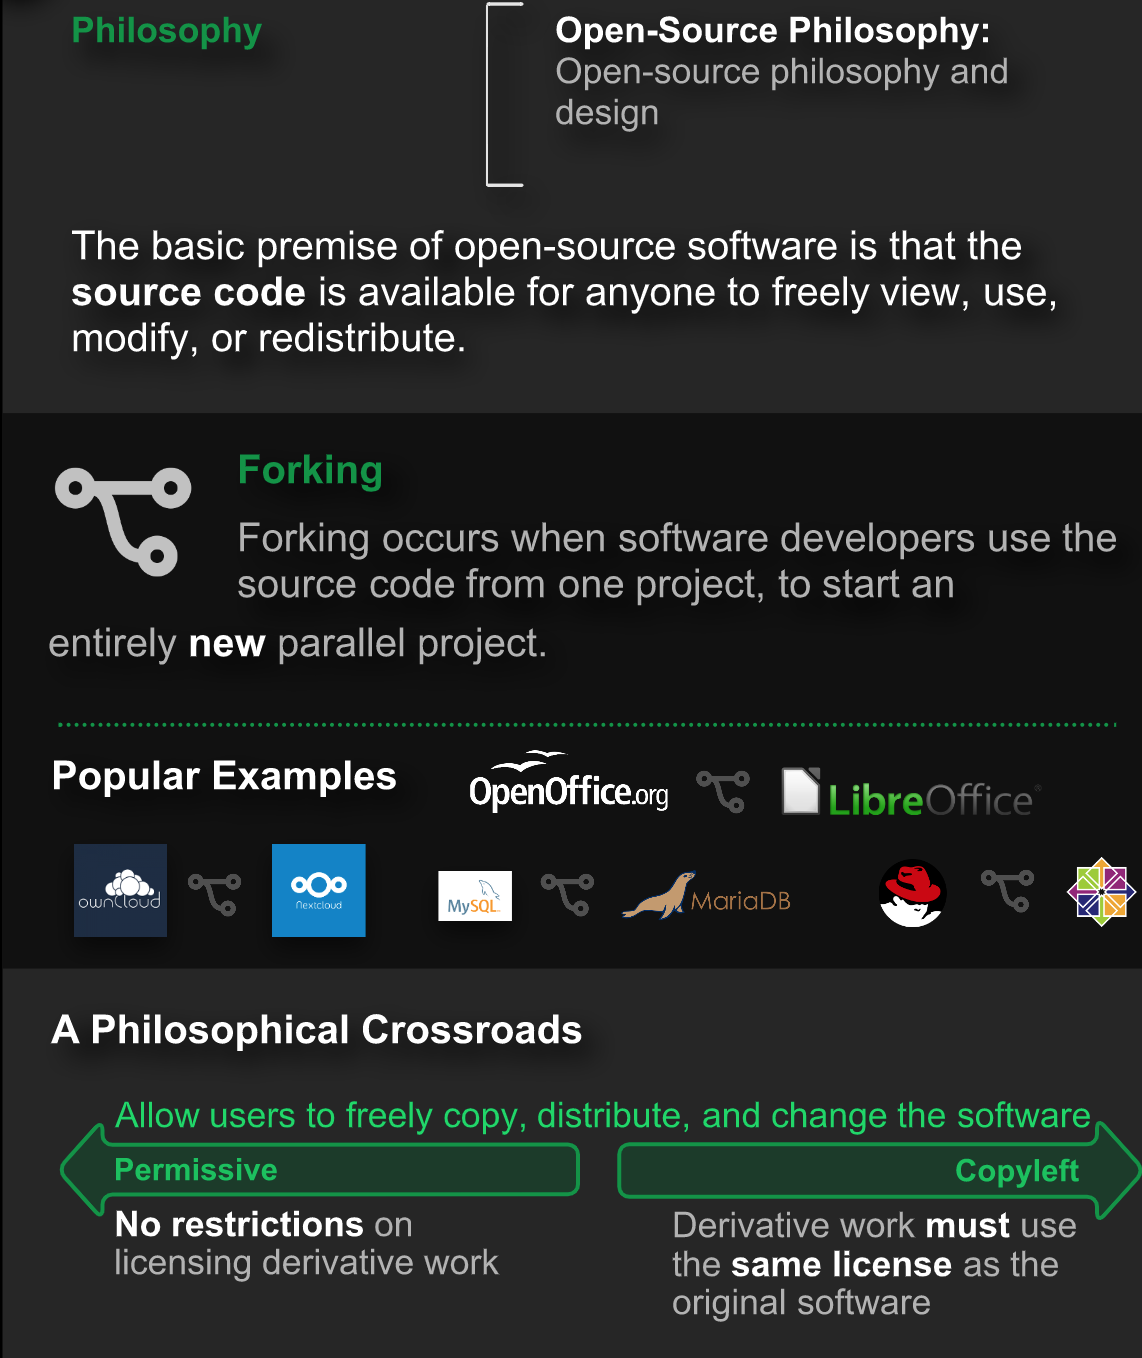 Philosophy
Open-Source Philosophy:
Open-source philosophy and
design
The basic premise of open-source software is that the
source code is available for anyone to freely view, use,
modify, or redistribute.
Forking
Forking occurs when software developers use the
source code from one project, to start an
entirely new parallel project.
Popular Examples
OpenOffice.org
LibreOffice®
ownCloud
Nextcloud
MySQL
MariaDB
A Philosophical Crossroads
Allow users to freely copy, distribute, and change the software
Permissive
Copyleft
No restrictions on
licensing derivative work
Derivative work must use
the same license as the
original software